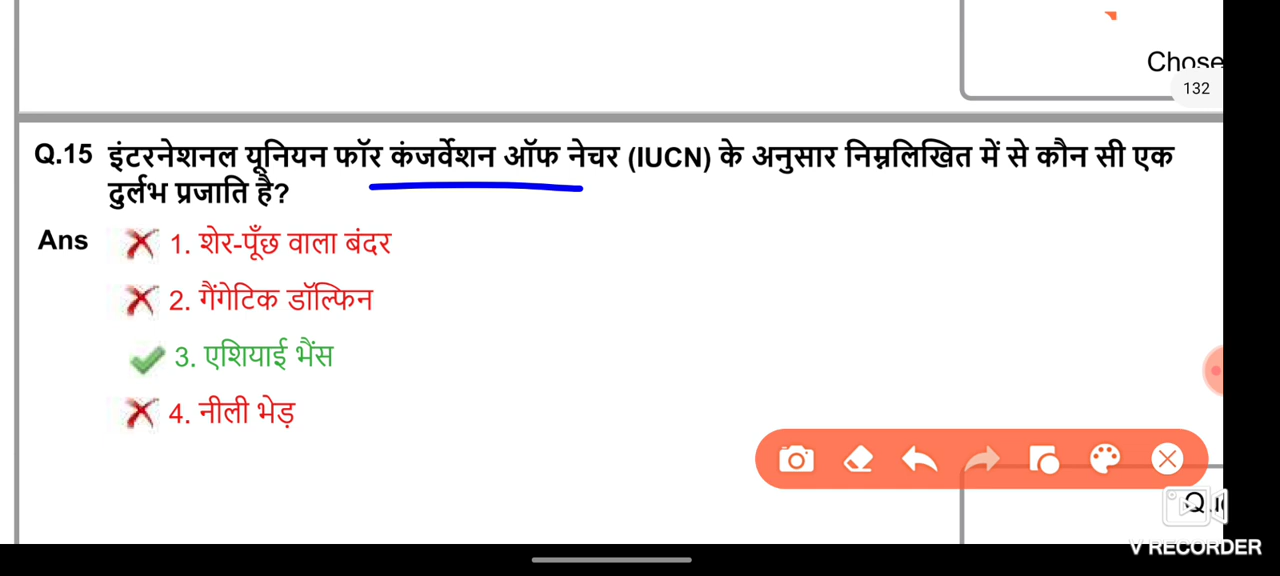 Chose
132
Q.15 इंटरनेशनल यूनियन फॉर कंजर्वेशन ऑफ नेचर (IUCN) के अनुसार निम्नलिखित में से कौन सी एक
दुर्लभ प्रजाति है?
Ans 1. शेर-पूँछ वाला बंदर
2. गैंगेटिक डॉल्फिन
3. एशियाई भैंस
4. नीली भेड़
V RECORDER